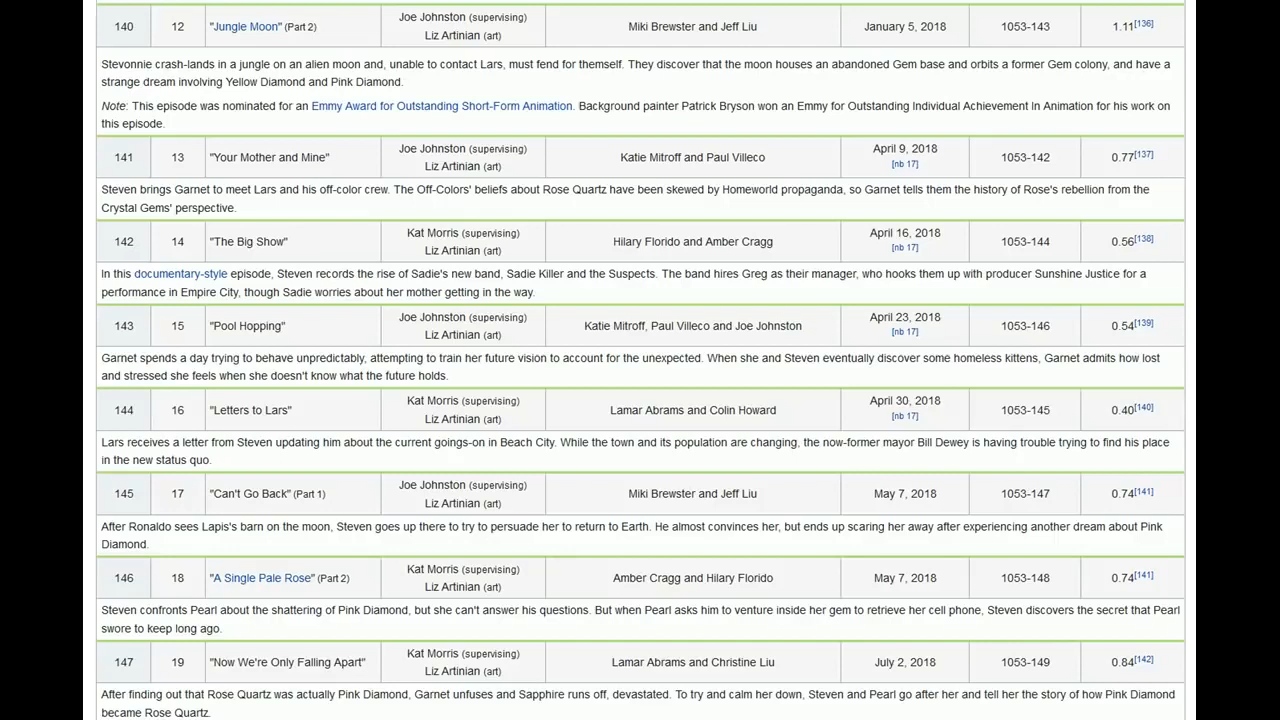 140 12 "Jungle Moon" (Part 2) Joe Johnston (supervising) Liz Artinian (art) Miki Brewster and Jeff Liu January 5, 2018 1053-143 1.11[136]
Stevonnie crash-lands in a jungle on an alien moon and, unable to contact Lars, must fend for themself. They discover that the moon houses an abandoned Gem base and orbits a former Gem colony, and have a
strange dream involving Yellow Diamond and Pink Diamond.
Note: This episode was nominated for an Emmy Award for Outstanding Short-Form Animation. Background painter Patrick Bryson won an Emmy for Outstanding Individual Achievement In Animation for his work on
this episode.
141 13 "Your Mother and Mine" Joe Johnston (supervising) Liz Artinian (art) Katie Mitroff and Paul Villeco April 9, 2018 [nb 17] 1053-142 0.77[137]
Steven brings Garnet to meet Lars and his off-color crew. The Off-Colors' beliefs about Rose Quartz have been skewed by Homeworld propaganda, so Garnet tells them the history of Rose's rebellion from the
Crystal Gems' perspective.
142 14 "The Big Show" Kat Morris (supervising) Liz Artinian (art) Hilary Florido and Amber Cragg April 16, 2018 [nb 17] 1053-144 0.56[138]
In this documentary-style episode, Steven records the rise of Sadie's new band, Sadie Killer and the Suspects. The band hires Greg as their manager, who hooks them up with producer Sunshine Justice for a
performance in Empire City, though Sadie worries about her mother getting in the way.
143 15 "Pool Hopping" Joe Johnston (supervising) Liz Artinian (art) Katie Mitroff, Paul Villeco and Joe Johnston April 23, 2018 [nb 17] 1053-146 0.54[139]
Garnet spends a day trying to behave unpredictably, attempting to train her future vision to account for the unexpected. When she and Steven eventually discover some homeless kittens, Garnet admits how lost
and stressed she feels when she doesn't know what the future holds.
144 16 "Letters to Lars" Kat Morris (supervising) Liz Artinian (art) Lamar Abrams and Colin Howard April 30, 2018 [nb 17] 1053-145 0.40[140]
Lars receives a letter from Steven updating him about the current goings-on in Beach City. While the town and its population are changing, the now-former mayor Bill Dewey is having trouble trying to find his place
in the new status quo.
145 17 "Can't Go Back" (Part 1) Joe Johnston (supervising) Liz Artinian (art) Miki Brewster and Jeff Liu May 7, 2018 1053-147 0.74[141]
After Ronaldo sees Lapis's barn on the moon, Steven goes up there to try to persuade her to return to Earth. He almost convinces her, but ends up scaring her away after experiencing another dream about Pink
Diamond.
146 18 "A Single Pale Rose" (Part 2) Kat Morris (supervising) Liz Artinian (art) Amber Cragg and Hilary Florido May 7, 2018 1053-148 0.74[141]
Steven confronts Pearl about the shattering of Pink Diamond, but she can't answer his questions. But when Pearl asks him to venture inside her gem to retrieve her cell phone, Steven discovers the secret that Pearl
swore to keep long ago.
147 19 "Now We're Only Falling Apart" Kat Morris (supervising) Liz Artinian (art) Lamar Abrams and Christine Liu July 2, 2018 1053-149 0.84[142]
After finding out that Rose Quartz was actually Pink Diamond, Garnet unfuses and Sapphire runs off, devastated. To try and calm her down, Steven and Pearl go after her and tell her the story of how Pink Diamond
became Rose Quartz.